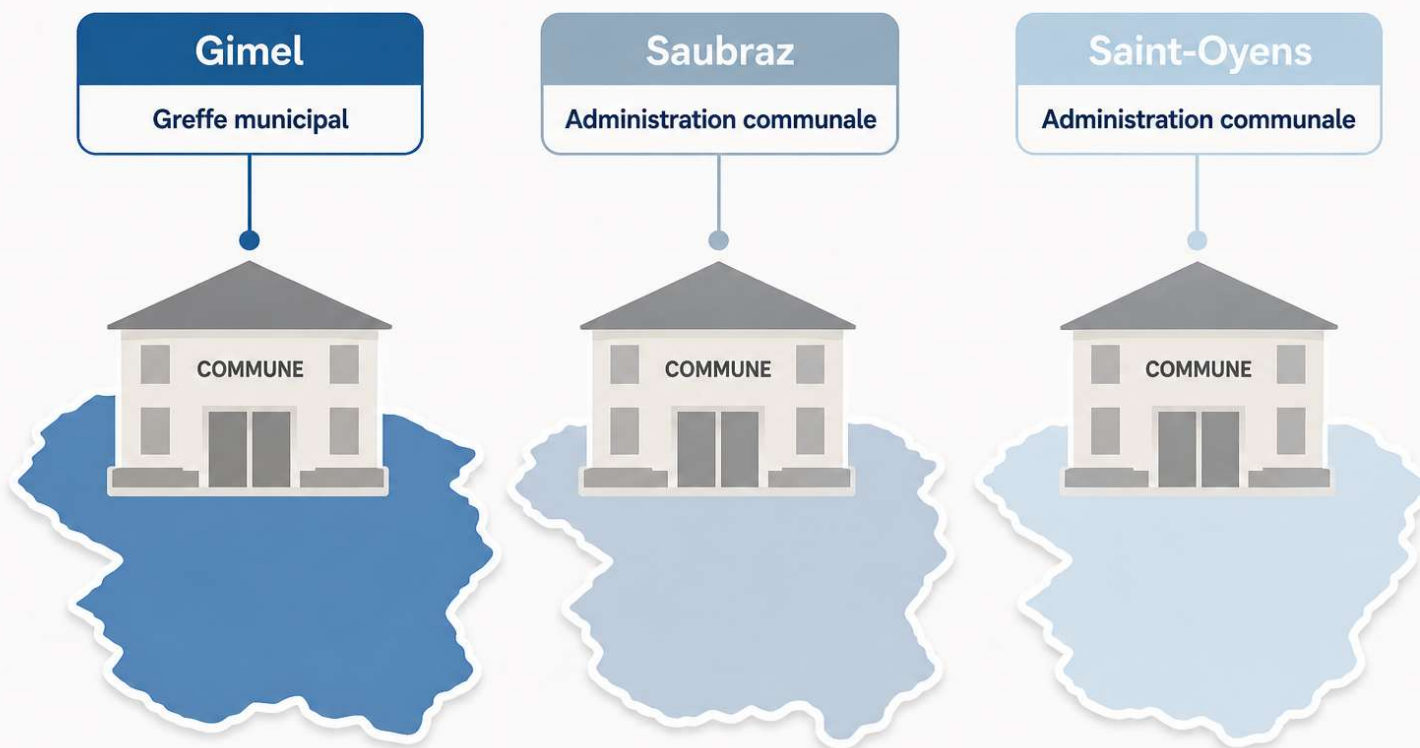 Gimel
Greffe municipal
Saubraz
Administration communale
Saint-Oyens
Administration communale
COMMUNE
COMMUNE
COMMUNE